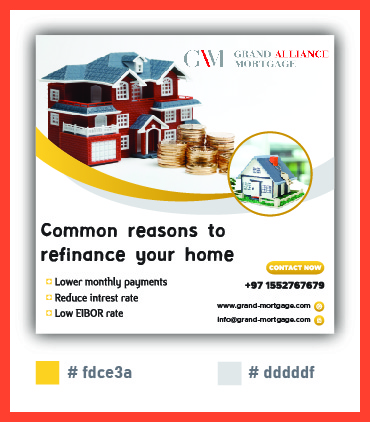 GM GRAND ALLIANCE
MORTGAGE
Common reasons to
refinance your home
Lower monthly payments
Reduce intrest rate
Low EIBOR rate
CONTACT NOW
+97 1552767679
www.grand-mortgage.com
info@grand-mortgage.com
# fdce3a
# dddddf